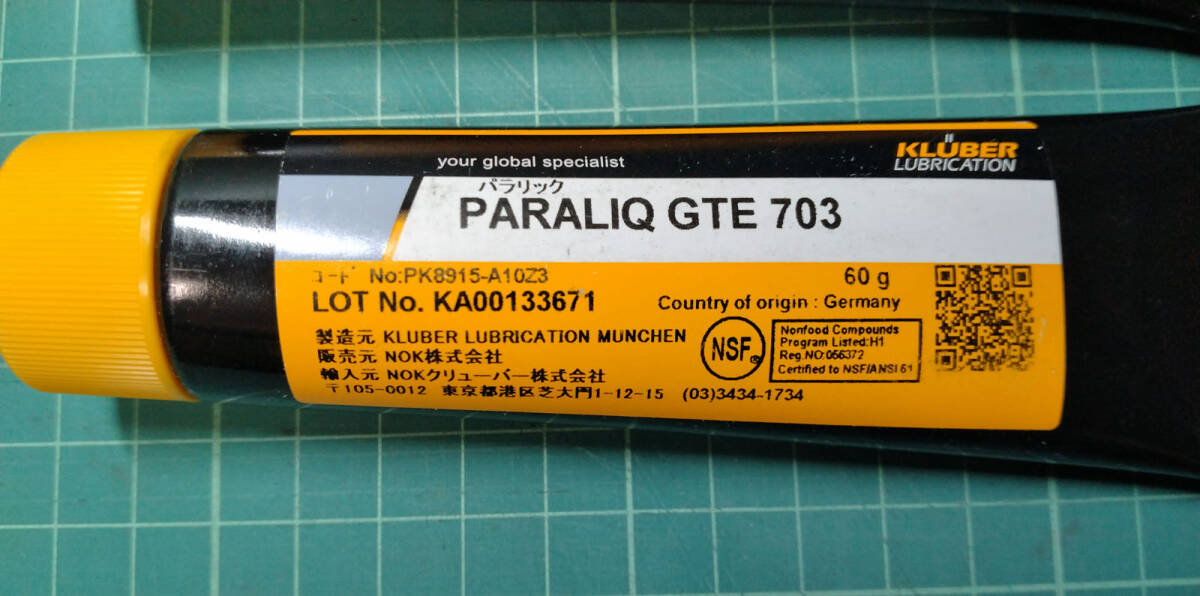 your global specialist
KLÜBER
LUBRICATION
パラリック
PARALIQ GTE 703
コード No:PK8915-A10Z3
60 g
LOT No. KA00133671
Country of origin : Germany
製造元 KLUBER LUBRICATION MUNCHEN
販売元 NOK株式会社
輸入元 NOKクリューバー株式会社
〒105-0012 東京都港区芝大門1-12-15 (03)3434-1734
NSF®
Nonfood Compounds
Program Listed:H1
Reg.NO:056372
Certified to NSF/ANSI 61